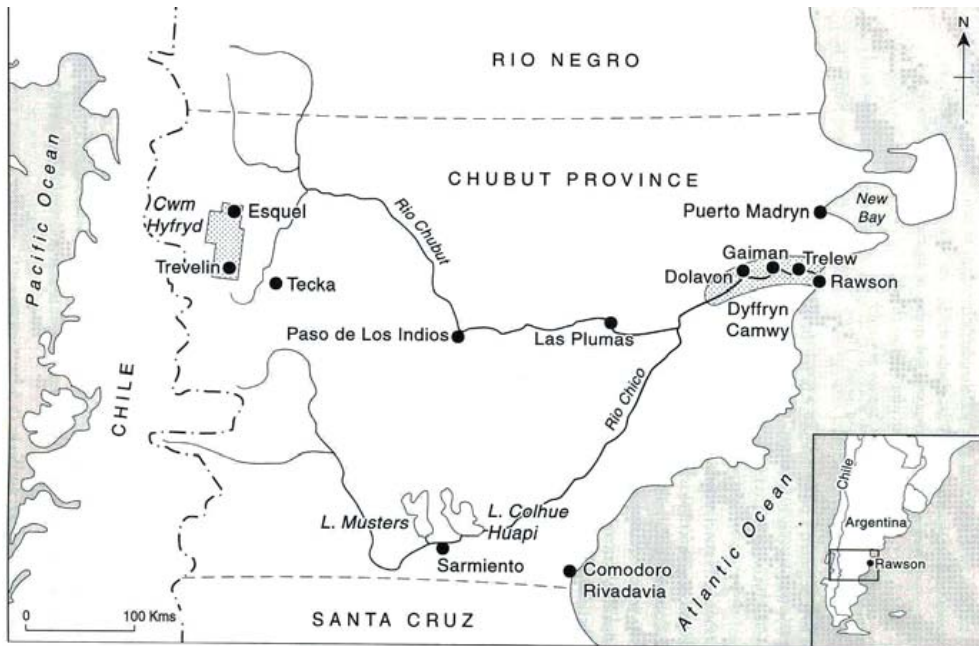 N
RIO NEGRO
CHUBUT PROVINCE
Pacific Ocean
Cwm
Hyfryd
Esquel
Trevelin
Tecka
Rio Chubut
Puerto Madryn
New
Bay
Gaiman
Trelew
Dolavon
Rawson
Dyffryn
Camwy
Paso de Los Indios
Las Plumas
CHILE
Rio Chico
L. Musters
L. Colhue
Huapi
Sarmiento
Comodoro
Rivadavia
Atlantic Ocean
SANTA CRUZ
0 100 Kms
Chile
Argentina
Rawson